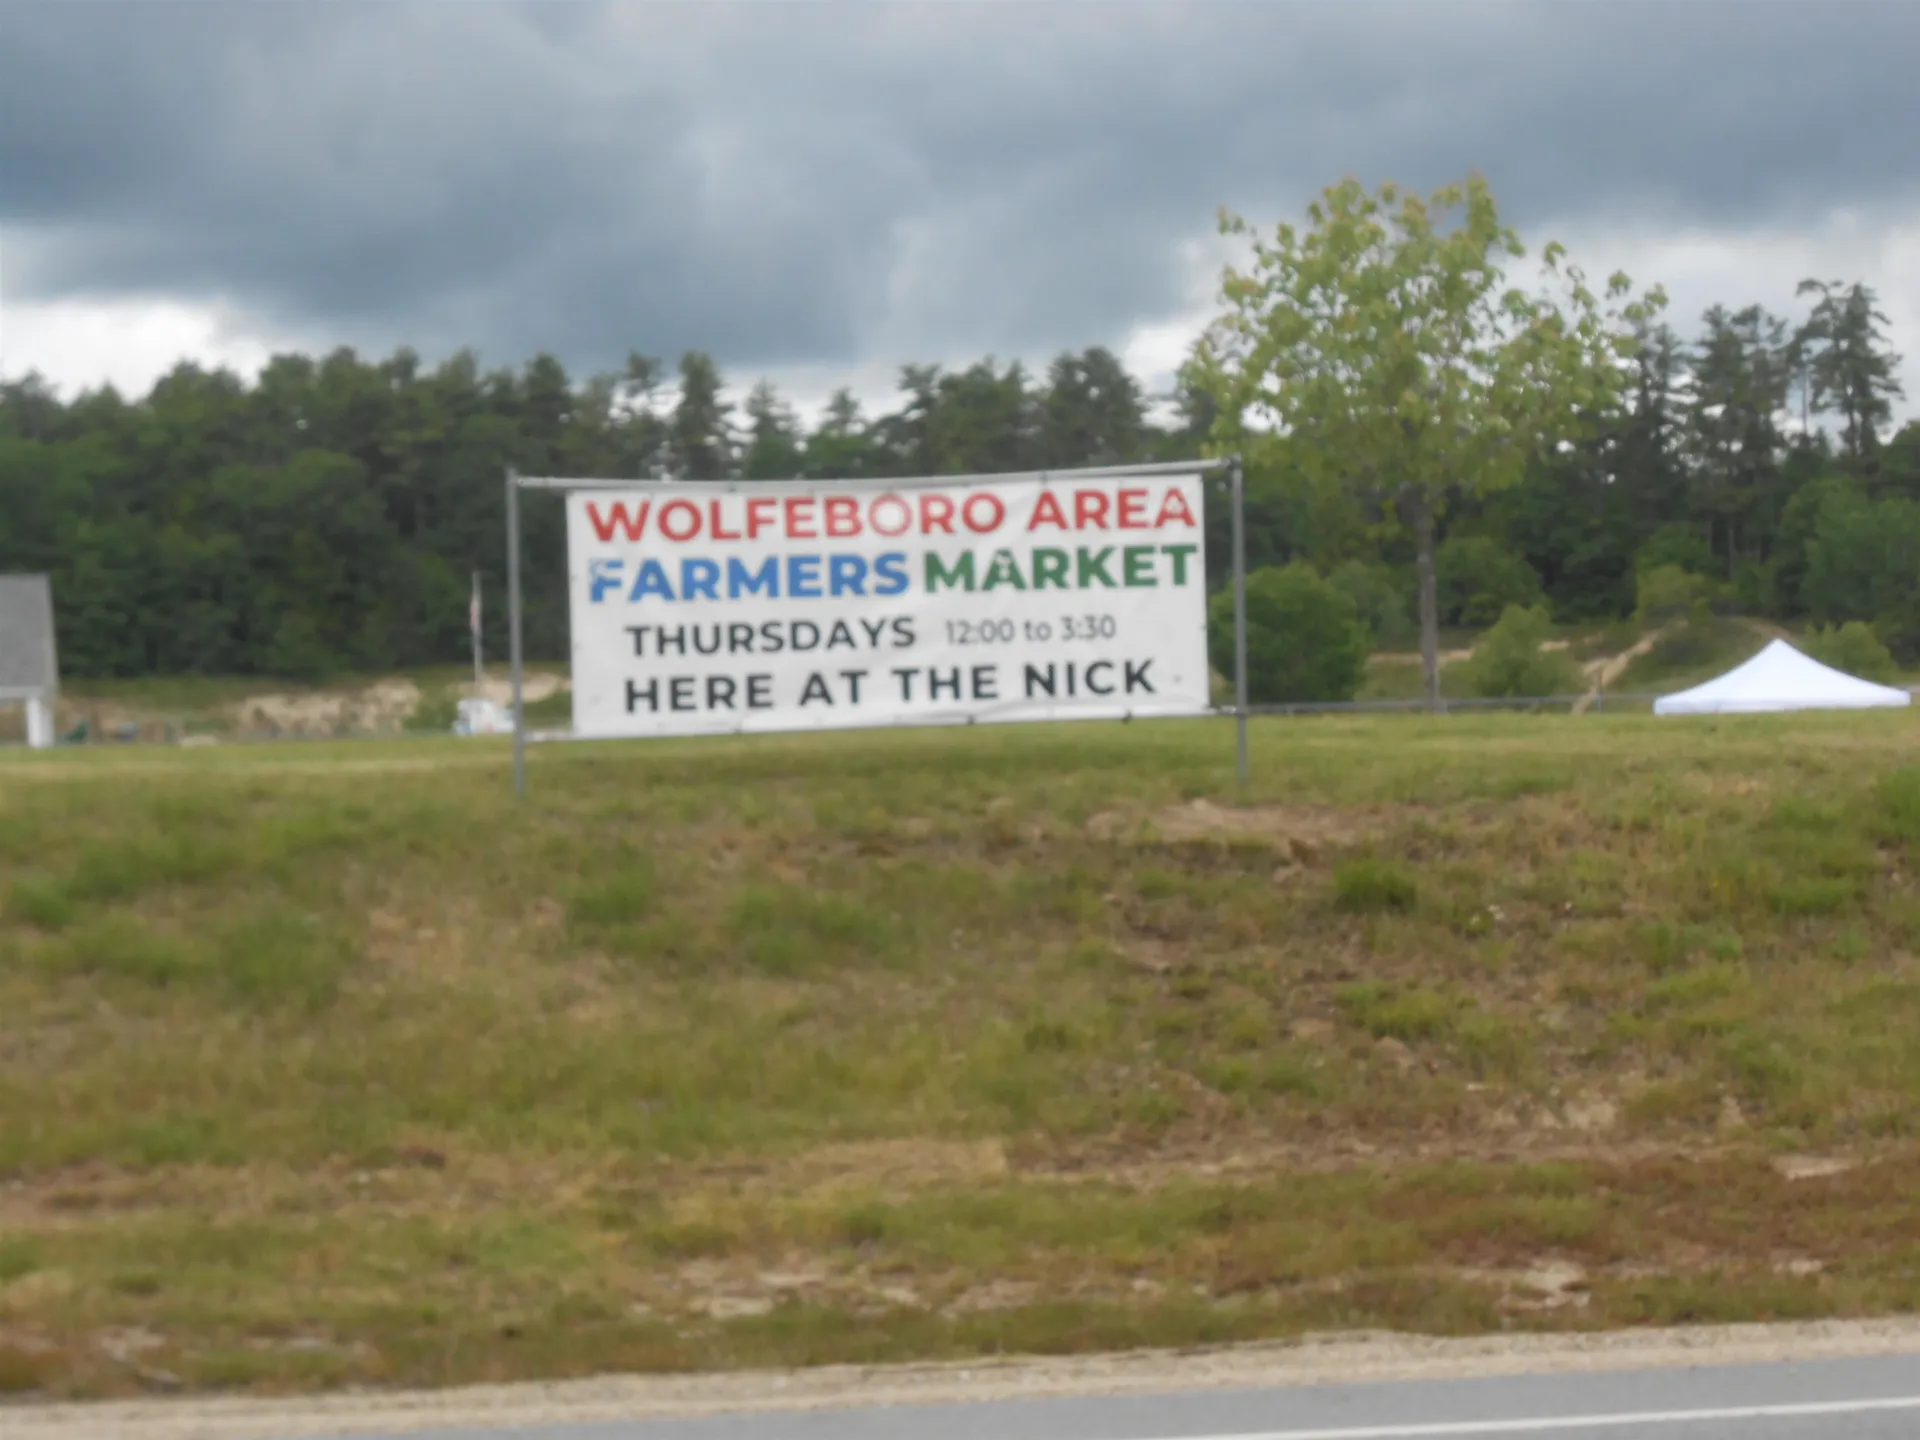 WOLFEBORO AREA
FARMERS MARKET
THURSDAYS 12:00 to 3:30
HERE AT THE NICK